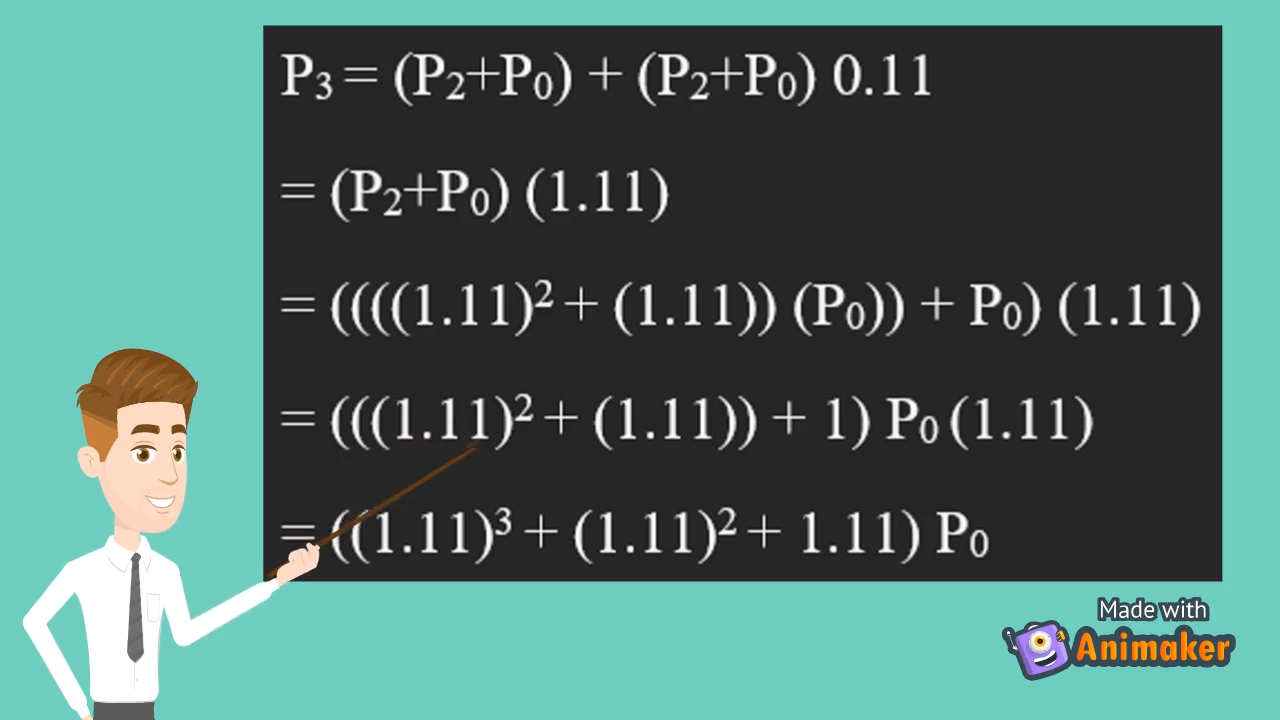 P₃ = (P₂+P₀) + (P₂+P₀) 0.11
= (P₂+P₀) (1.11)
= ((((1.11)² + (1.11)) (P₀)) + P₀) (1.11)
= (((1.11)² + (1.11)) + 1) P₀ (1.11)
= ((1.11)³ + (1.11)² + 1.11) P₀
Made with
Animaker